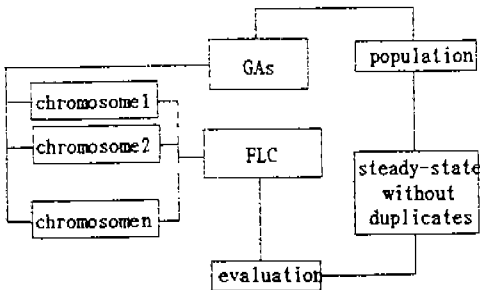 GAs
population
chromosome1
chromosome2
FLC
steady-state
without
duplicates
chromosomen
evaluation